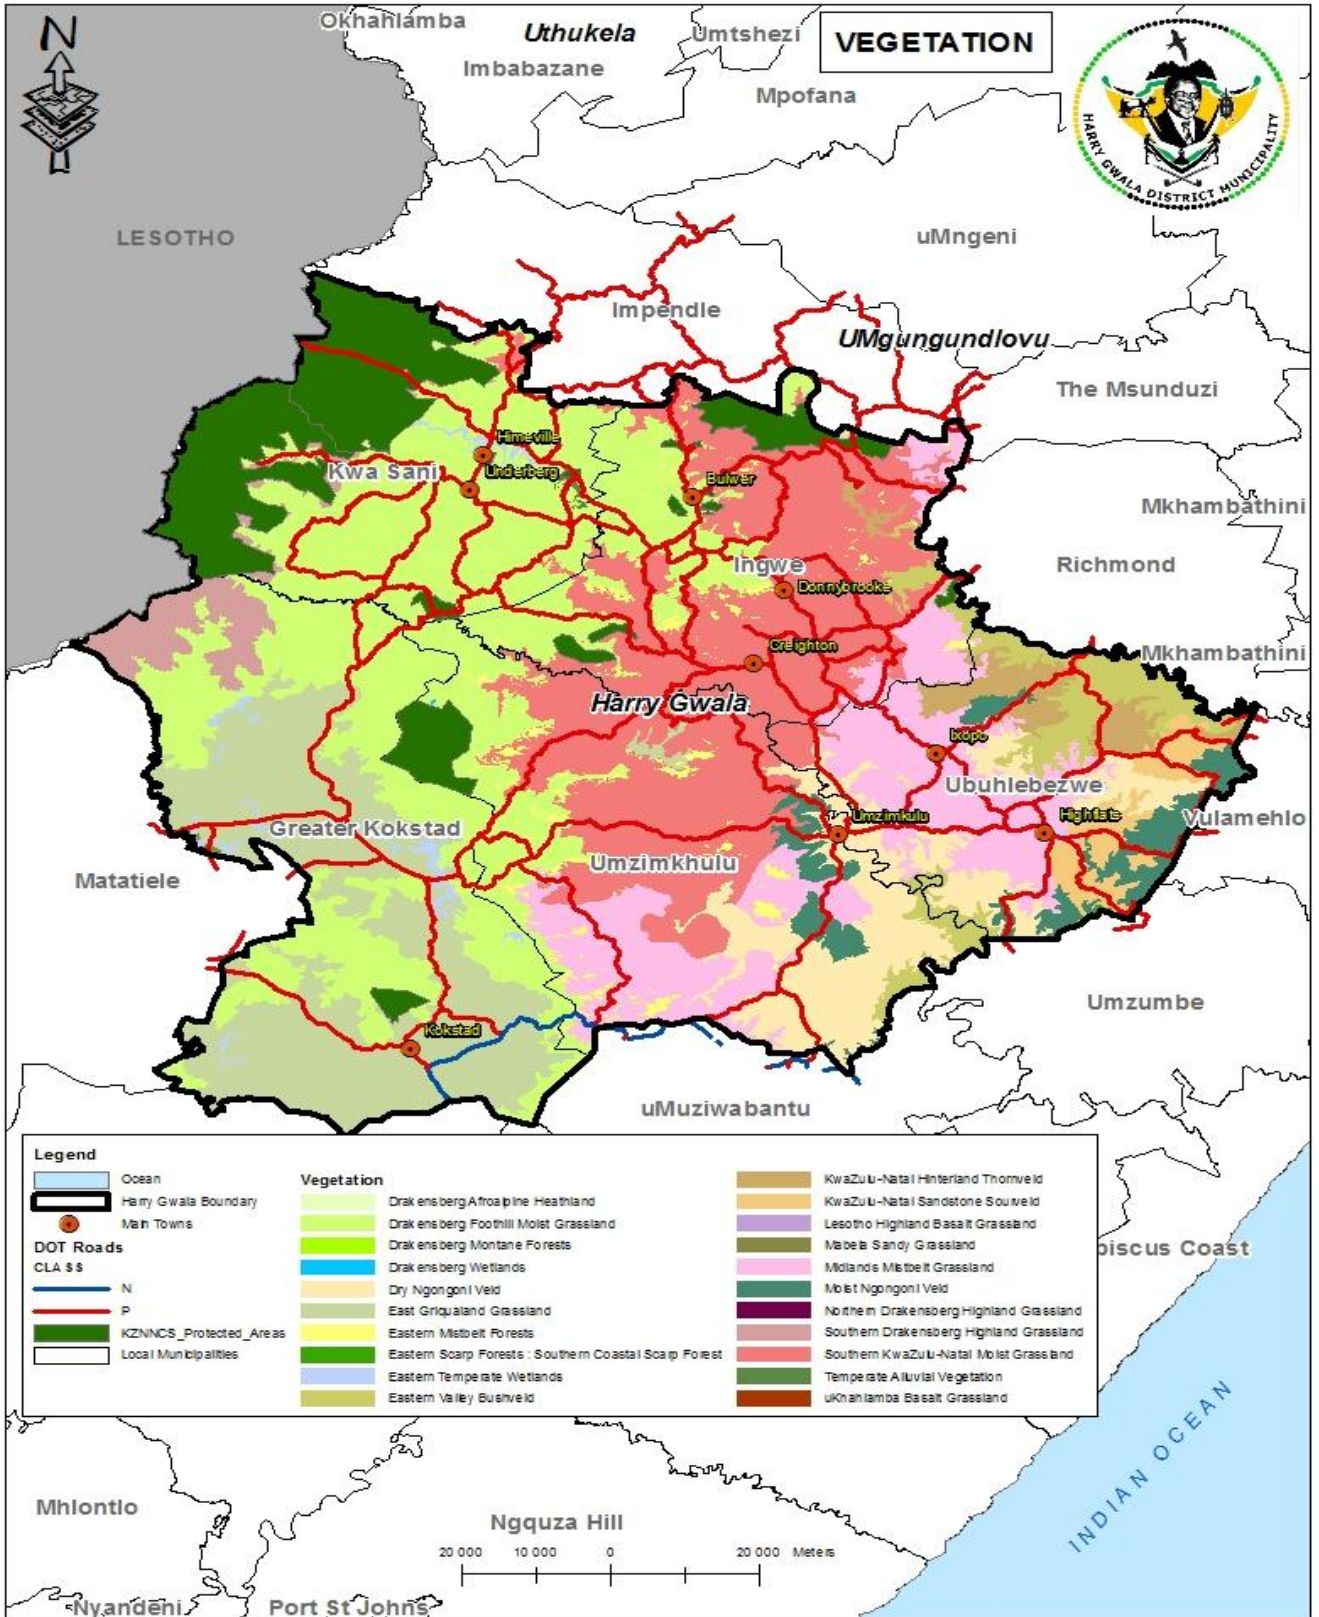 Okhahlamba
Uthukela
Umtshezi
VEGETATION
N
Imbabazane
Mpofana
HARRY GWALA DISTRICT MUNICIPALITY
LESOTHO
uMngeni
Impendle
UMgungundlovu
The Msunduzi
Himeville
Kwa Sani
Underberg
Bulwer
Mkhambathini
Ingwe
Richmond
Donnybrooke
Creighton
Mkhambathini
Harry Gwala
Ixopo
Ubuhlebezwe
Greater Kokstad
Umzimkulu
Highflats
Vulamehlo
Umzimkhulu
Matatiele
Umzumbe
Kokstad
uMuziwabantu
Legend
Ocean
Harry Gwala Boundary
Main Towns
DOT Roads
CLASS
N
P
KZNNCS_Protected_Areas
Local Municipalities
Vegetation
Drakensberg Afroalpine Heathland
Drakensberg Foothill Moist Grassland
Drakensberg Montane Forests
Drakensberg Wetlands
Dry Ngongoni Veld
East Griqualand Grassland
Eastern Mistbelt Forests
Eastern Scarp Forests : Southern Coastal Scarp Forest
Eastern Temperate Wetlands
Eastern Valley Bushveld
KwaZulu-Natal Hinterland Thornveld
KwaZulu-Natal Sandstone Sourveld
Lesotho Highland Basalt Grassland
Mabela Sandy Grassland
Midlands Mistbelt Grassland
Moist Ngongoni Veld
Northern Drakensberg Highland Grassland
Southern Drakensberg Highland Grassland
Southern KwaZulu-Natal Moist Grassland
Temperate Alluvial Vegetation
uKhahlamba Basalt Grassland
biscus Coast
INDIAN OCEAN
Mhlontlo
Ngquza Hill
20 000 10 000 0 20 000 Meters
Nyandeni
Port St Johns